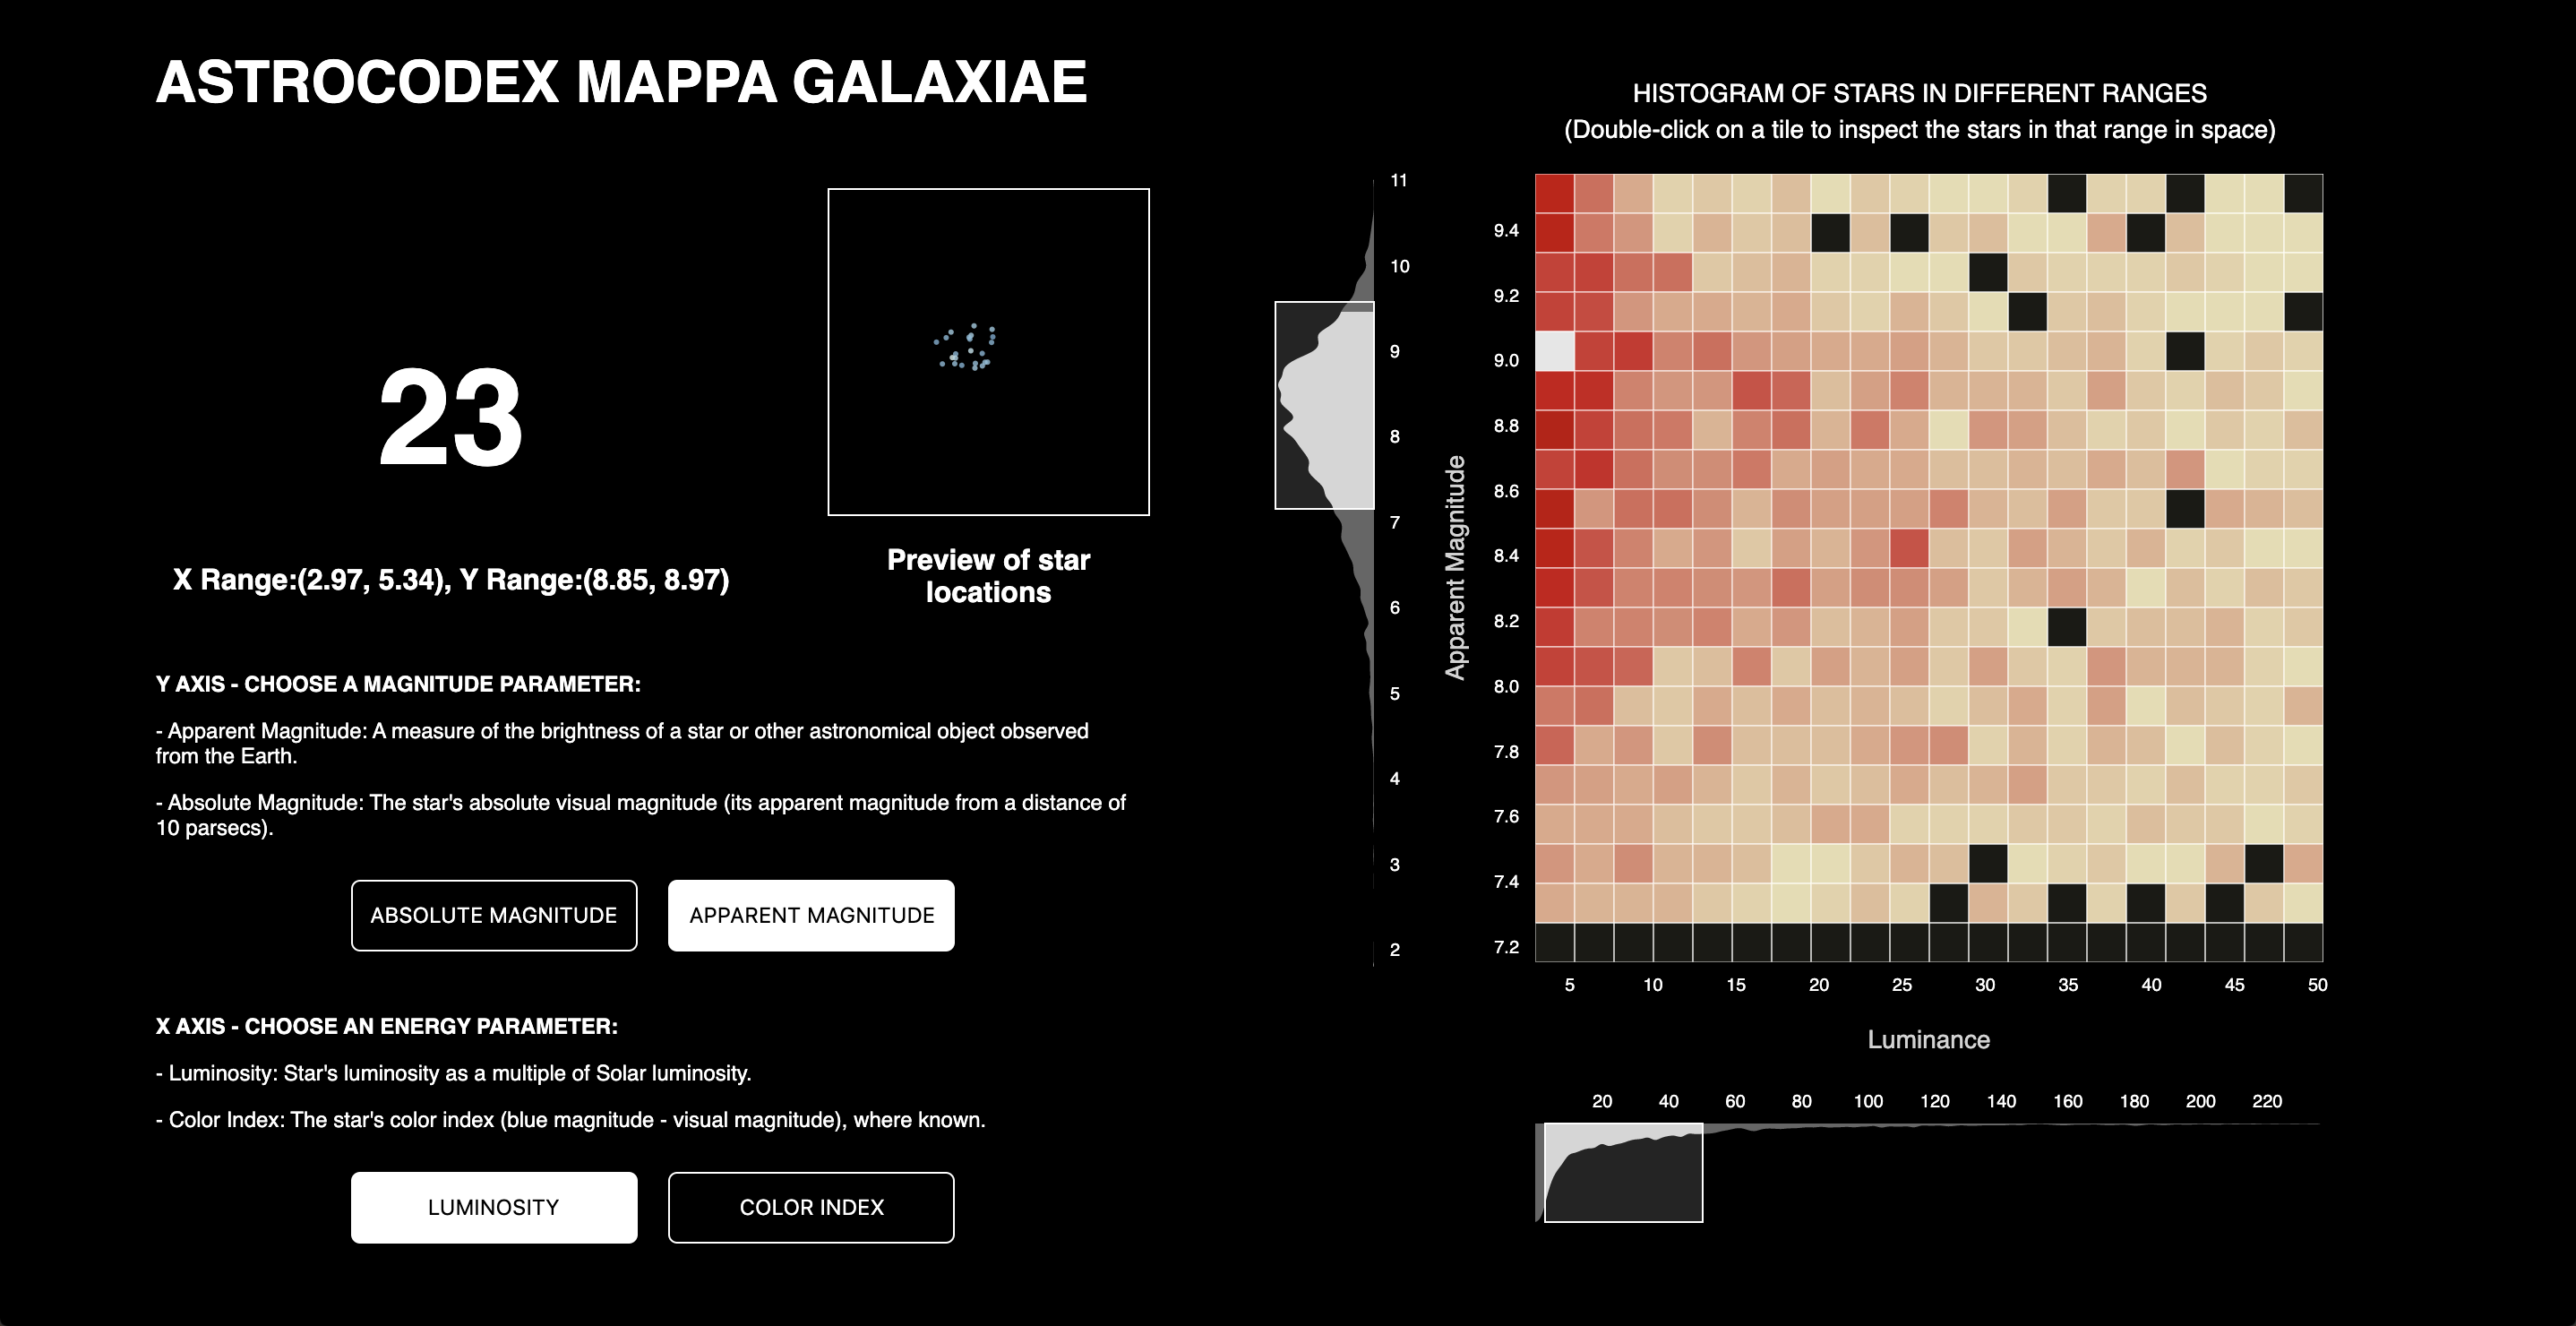 ASTROCODEX MAPPA GALAXIAE
23
X Range:(2.97, 5.34), Y Range:(8.85, 8.97)
Preview of star
locations
Y AXIS - CHOOSE A MAGNITUDE PARAMETER:
- Apparent Magnitude: A measure of the brightness of a star or other astronomical object observed
from the Earth.
- Absolute Magnitude: The star's absolute visual magnitude (its apparent magnitude from a distance of
10 parsecs).
ABSOLUTE MAGNITUDE
APPARENT MAGNITUDE
X AXIS - CHOOSE AN ENERGY PARAMETER:
- Luminosity: Star's luminosity as a multiple of Solar luminosity.
- Color Index: The star's color index (blue magnitude - visual magnitude), where known.
LUMINOSITY
COLOR INDEX
11
10
9
8
7
6
5
4
3
2
HISTOGRAM OF STARS IN DIFFERENT RANGES
(Double-click on a tile to inspect the stars in that range in space)
Apparent Magnitude
9.4
9.2
9.0
8.8
8.6
8.4
8.2
8.0
7.8
7.6
7.4
7.2
5 10 15 20 25 30 35 40 45 50
Luminance
20 40 60 80 100 120 140 160 180 200 220